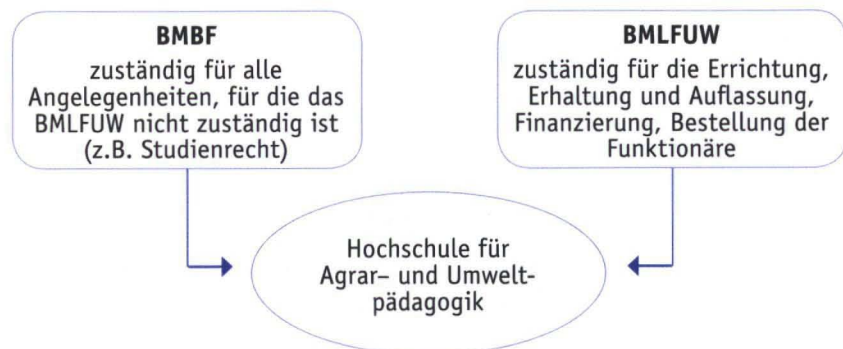 BMBF
zuständig für alle
Angelegenheiten, für die das
BMLFUW nicht zuständig ist
(z.B. Studienrecht)
BMLFUW
zuständig für die Errichtung,
Erhaltung und Auflassung,
Finanzierung, Bestellung der
Funktionäre
Hochschule für
Agrar– und Umwelt-
pädagogik